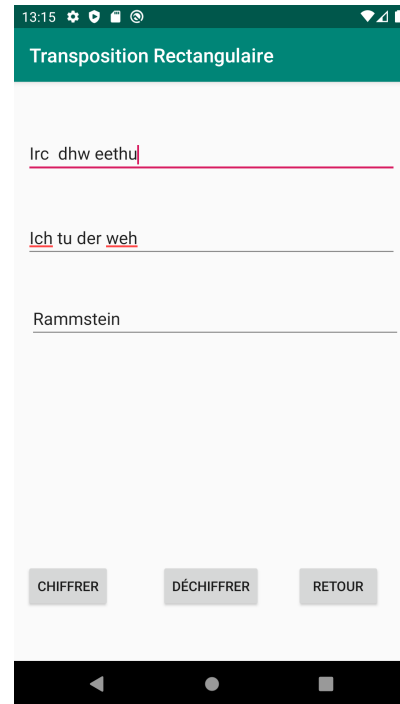 13:15
Transposition Rectangulaire
Irc  dhw eethu
Ich tu der weh
Rammstein
CHIFFRER DÉCHIFFRER RETOUR